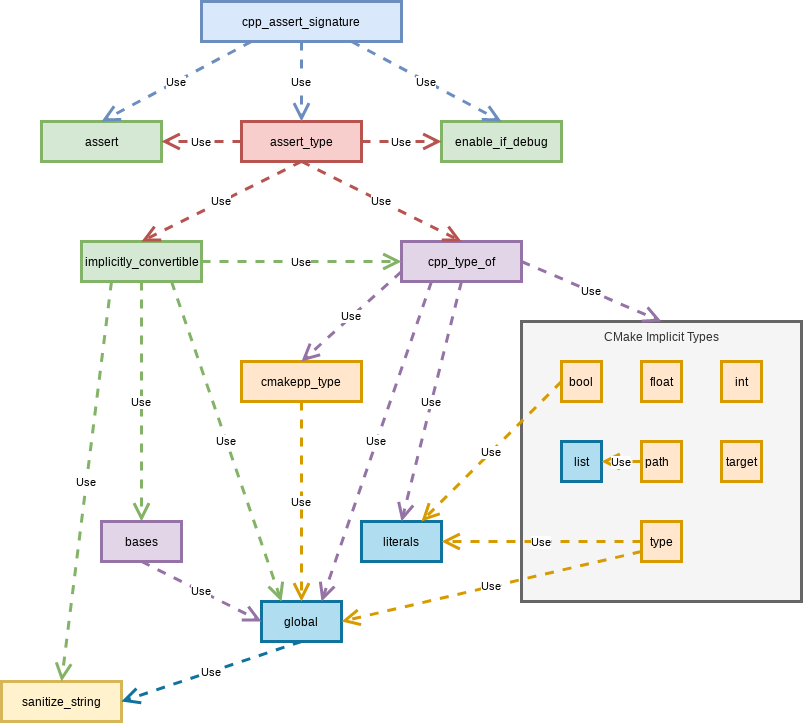 cpp_assert_signature
Use
Use
Use
assert
Use
assert_type
Use
enable_if_debug
Use
Use
implicitly_convertible
Use
cpp_type_of
Use
Use
CMake Implicit Types
cmakepp_type
bool
float
int
Use
Use
Use
Use
Use
list
Use
path
target
Use
Use
bases
literals
Use
type
Use
Use
global
Use
sanitize_string